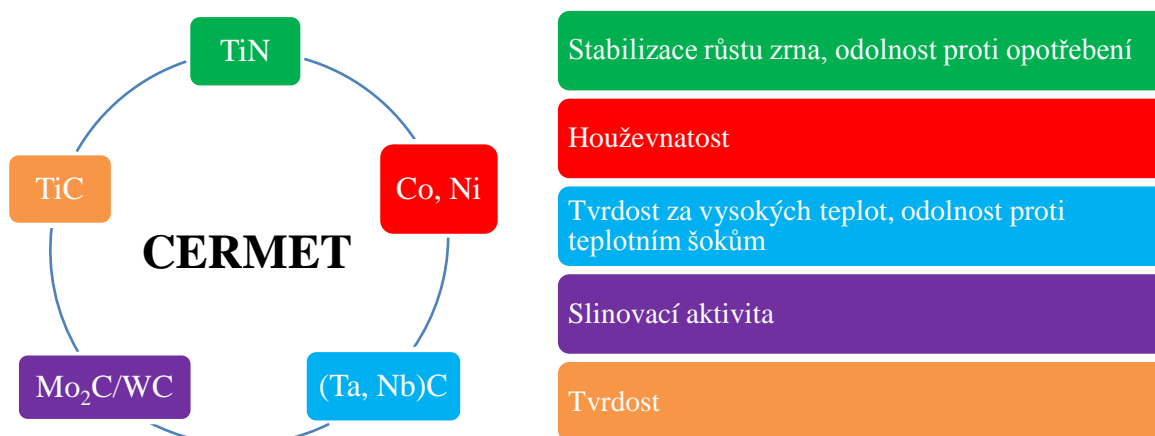 TiN
Co, Ni
(Ta, Nb)C
Mo₂C/WC
TiC
CERMET
Stabilizace růstu zrna, odolnost proti opotřebení
Houževnatost
Tvrdost za vysokých teplot, odolnost proti
teplotním šokům
Slinovací aktivita
Tvrdost